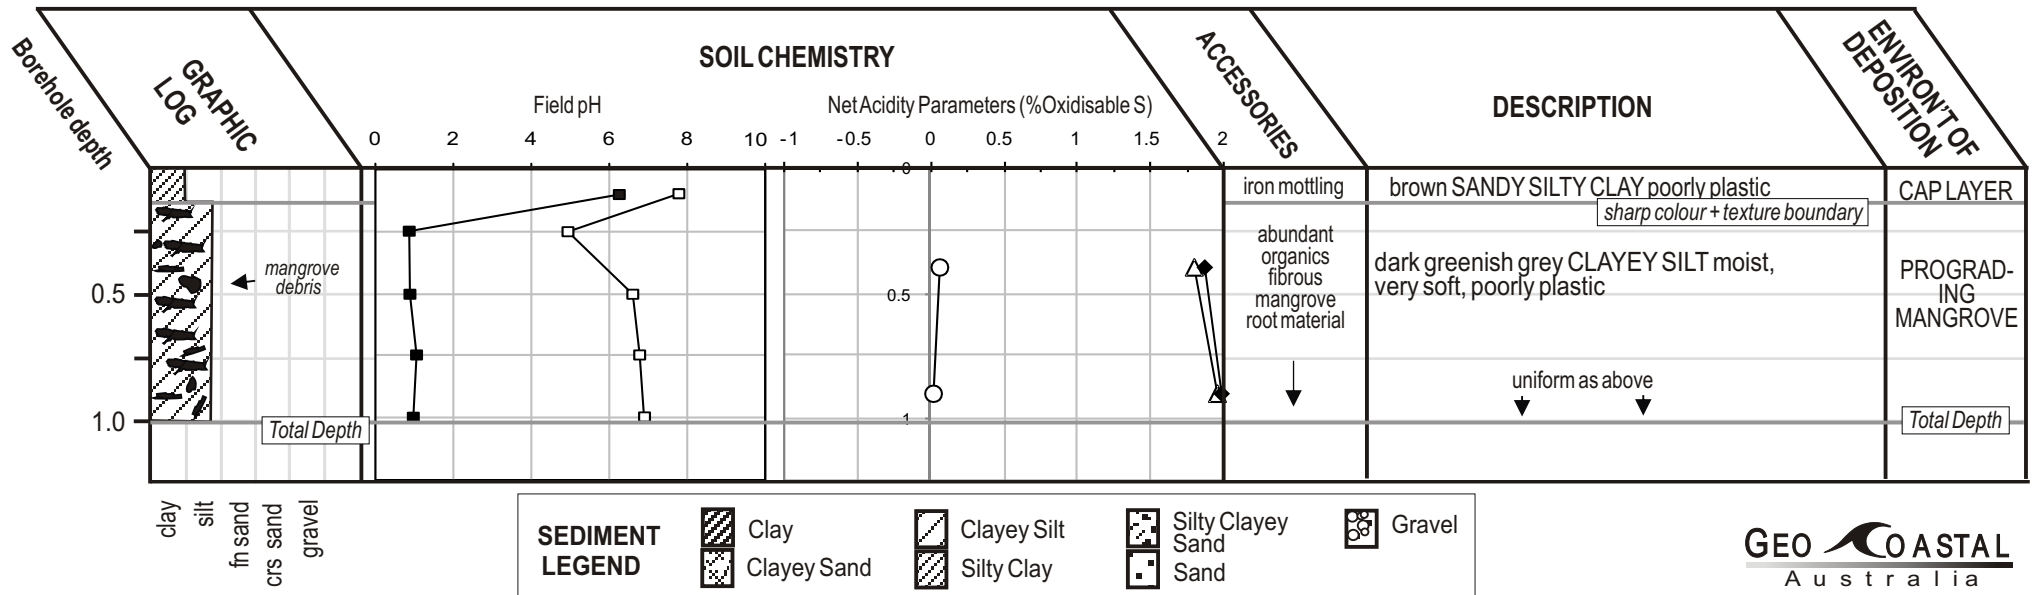 Borehole depth
GRAPHIC
LOG
SOIL CHEMISTRY
Field pH
0 2 4 6 8 10
Net Acidity Parameters (%Oxidisable S)
-1 -0.5 0 0.5 1 1.5 2
ACCESSORIES
DESCRIPTION
ENVIRON'T OF
DEPOSITION
0
0.5
1
0.5
1.0
mangrove
debris
Total Depth
iron mottling
abundant
organics
fibrous
mangrove
root material
brown SANDY SILTY CLAY poorly plastic
sharp colour + texture boundary
dark greenish grey CLAYEY SILT moist,
very soft, poorly plastic
uniform as above
CAP LAYER
PROGRAD-
ING
MANGROVE
Total Depth
clay
silt
fn sand
crs sand
gravel
SEDIMENT
LEGEND
Clay
Clayey Sand
Clayey Silt
Silty Clay
Silty Clayey
Sand
Sand
Gravel
GEO COASTAL
Australia